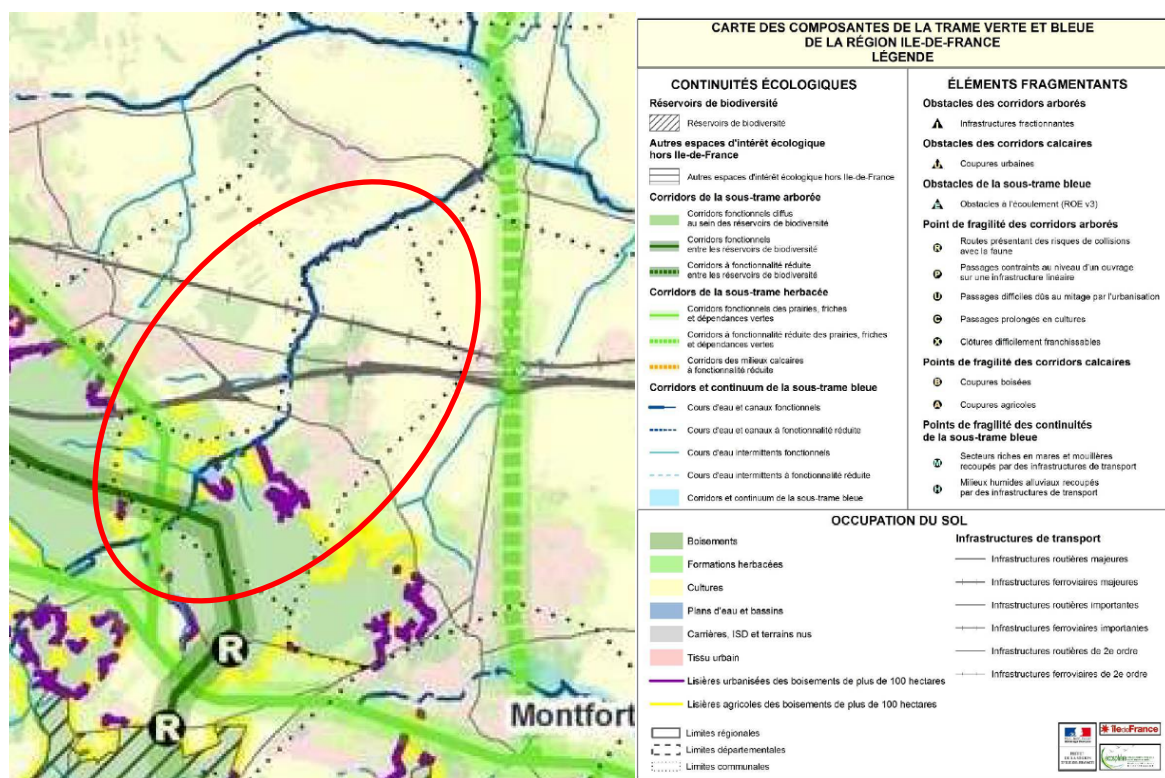 R
R
Montfort
CARTE DES COMPOSANTES DE LA TRAME VERTE ET BLEUE
DE LA RÉGION ILE-DE-FRANCE
LÉGENDE
CONTINUITÉS ÉCOLOGIQUES
Réservoirs de biodiversité
Réservoirs de biodiversité
Autres espaces d'intérêt écologique
hors Ile-de-France
Autres espaces d'intérêt écologique hors Ile-de-France
Corridors de la sous-trame arborée
Corridors fonctionnels diffus
au sein des réservoirs de biodiversité
Corridors fonctionnels
entre les réservoirs de biodiversité
Corridors à fonctionnalité réduite
entre les réservoirs de biodiversité
Corridors de la sous-trame herbacée
Corridors fonctionnels des prairies, friches
et dépendances vertes
Corridors à fonctionnalité réduite des prairies, friches
et dépendances vertes
Corridors des milieux calcaires
à fonctionnalité réduite
Corridors et continuum de la sous-trame bleue
Cours d'eau et canaux fonctionnels
Cours d'eau et canaux à fonctionnalité réduite
Cours d'eau intermittents fonctionnels
Cours d'eau intermittents à fonctionnalité réduite
Corridors et continuum de la sous-trame bleue
ÉLÉMENTS FRAGMENTANTS
Obstacles des corridors arborés
Infrastructures fractionnantes
Obstacles des corridors calcaires
Coupures urbaines
Obstacles de la sous-trame bleue
Obstacles à l'écoulement (ROE v3)
Point de fragilité des corridors arborés
R Routes présentant des risques de collisions
avec la faune
P Passages contraints au niveau d'un ouvrage
sur une infrastructure linéaire
U Passages difficiles dûs au mitage par l'urbanisation
C Passages prolongés en cultures
X Clôtures difficilement franchissables
Points de fragilité des corridors calcaires
B Coupures boisées
A Coupures agricoles
Points de fragilité des continuités
de la sous-trame bleue
M Secteurs riches en mares et mouillères
recoupés par des infrastructures de transport
H Milieux humides alluviaux recoupés
par des infrastructures de transport
OCCUPATION DU SOL
Boisements
Formations herbacées
Cultures
Plans d'eau et bassins
Carrières, ISD et terrains nus
Tissu urbain
Lisières urbanisées des boisements de plus de 100 hectares
Lisières agricoles des boisements de plus de 100 hectares
Limites régionales
Limites départementales
Limites communales
Infrastructures de transport
Infrastructures routières majeures
Infrastructures ferroviaires majeures
Infrastructures routières importantes
Infrastructures ferroviaires importantes
Infrastructures routières de 2e ordre
Infrastructures ferroviaires de 2e ordre
îledeFrance